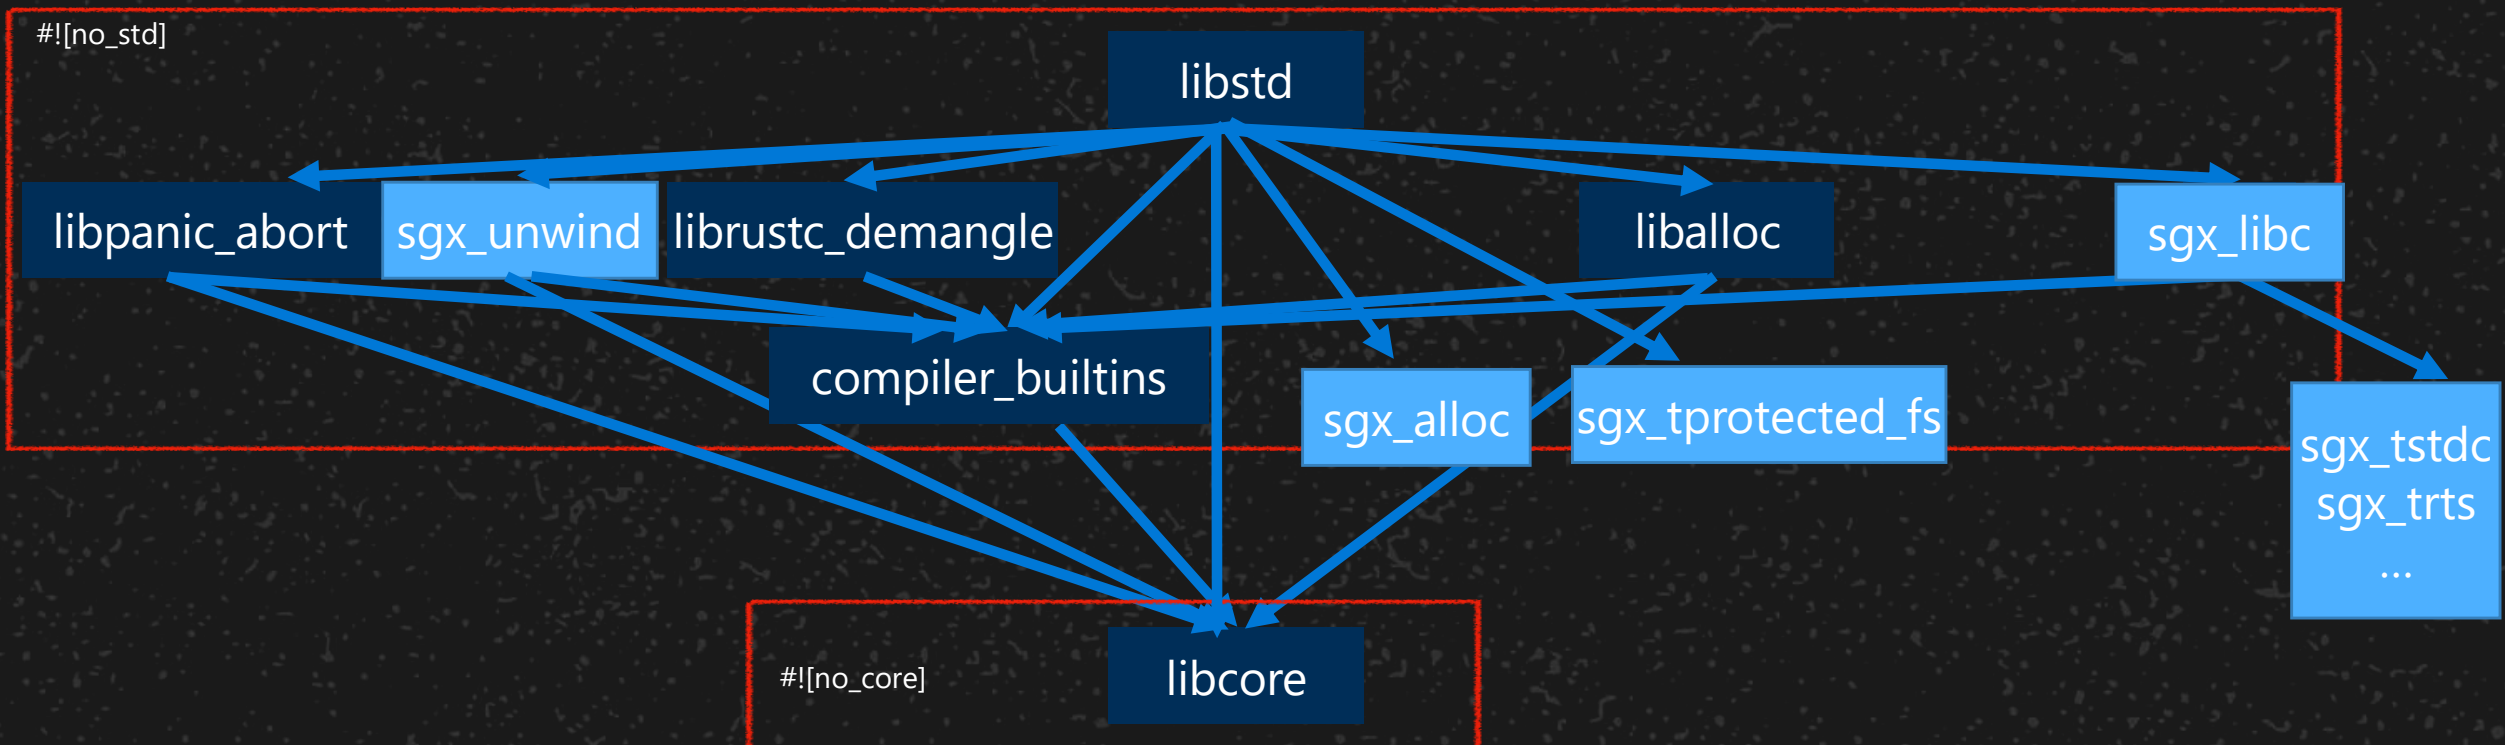 #![no_std]
libstd
libpanic_abort
sgx_unwind
librustc_demangle
liballoc
sgx_libc
compiler_builtins
sgx_alloc
sgx_tprotected_fs
sgx_tstdc
sgx_trts
...
#![no_core]
libcore